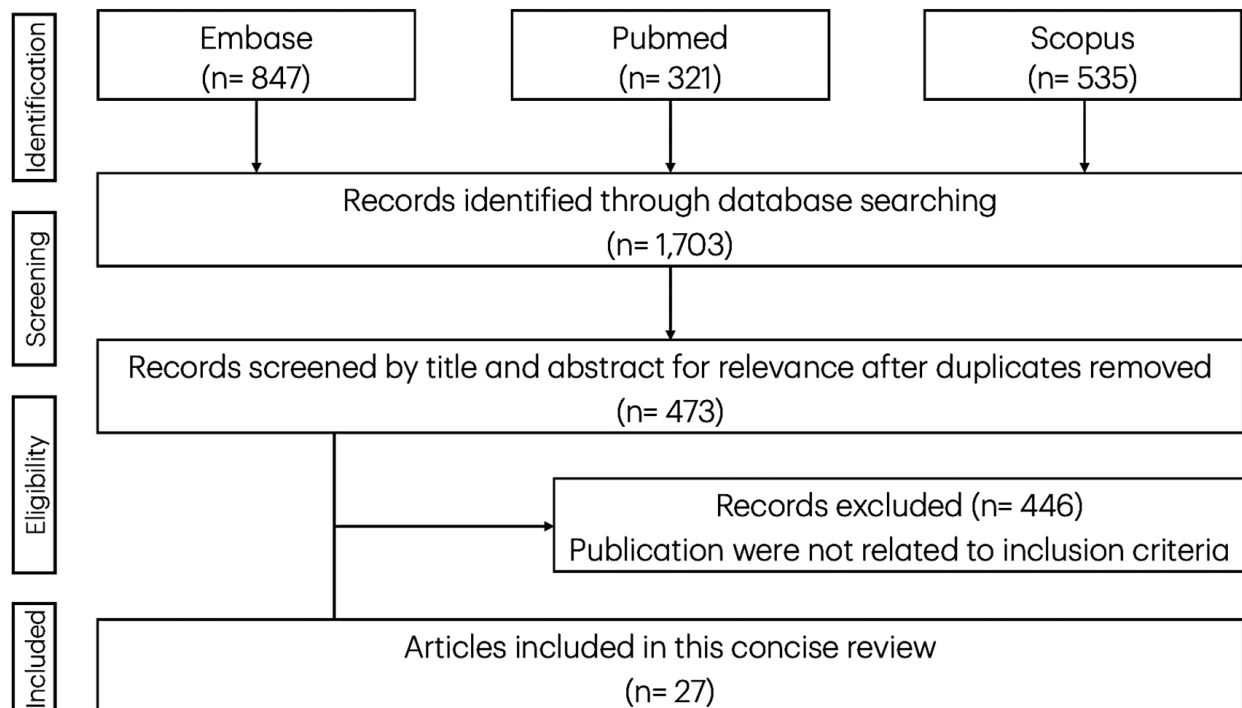 Identification
Embase
(n= 847)
Pubmed
(n= 321)
Scopus
(n= 535)
Records identified through database searching
(n= 1,703)
Screening
Records screened by title and abstract for relevance after duplicates removed
(n= 473)
Eligibility
Records excluded (n= 446)
Publication were not related to inclusion criteria
Included
Articles included in this concise review
(n= 27)